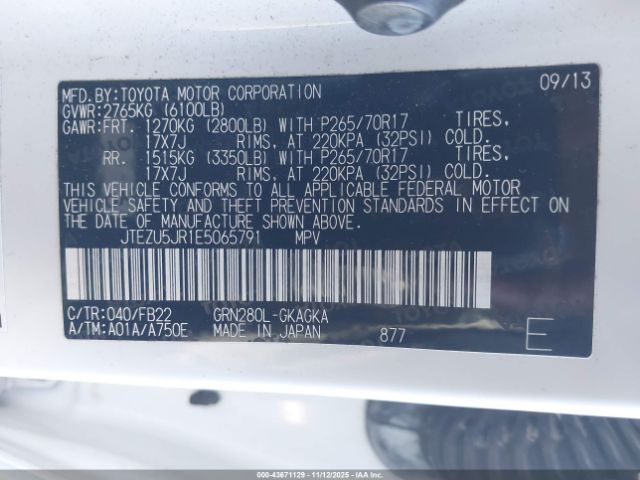 MFD.BY:TOYOTA MOTOR CORPORATION 09/13
GVWR:2765KG (6100LB)
GAWR:FRT. 1270KG (2800LB) WITH P265/70R17 TIRES,
17X7J RIMS, AT 220KPA (32PSI) COLD.
RR. 1515KG (3350LB) WITH P265/70R17 TIRES,
17X7J RIMS, AT 220KPA (32PSI) COLD.
THIS VEHICLE CONFORMS TO ALL APPLICABLE FEDERAL MOTOR
VEHICLE SAFETY AND THEFT PREVENTION STANDARDS IN EFFECT ON
THE DATE OF MANUFACTURE SHOWN ABOVE.
JTEZU5JR1E5065791 MPV
C/TR:040/FB22 GRN280L-GKAGKA
A/TM:A01A/A750E MADE IN JAPAN 877 E
000-43671129 - 11/12/2025 - IAA Inc.